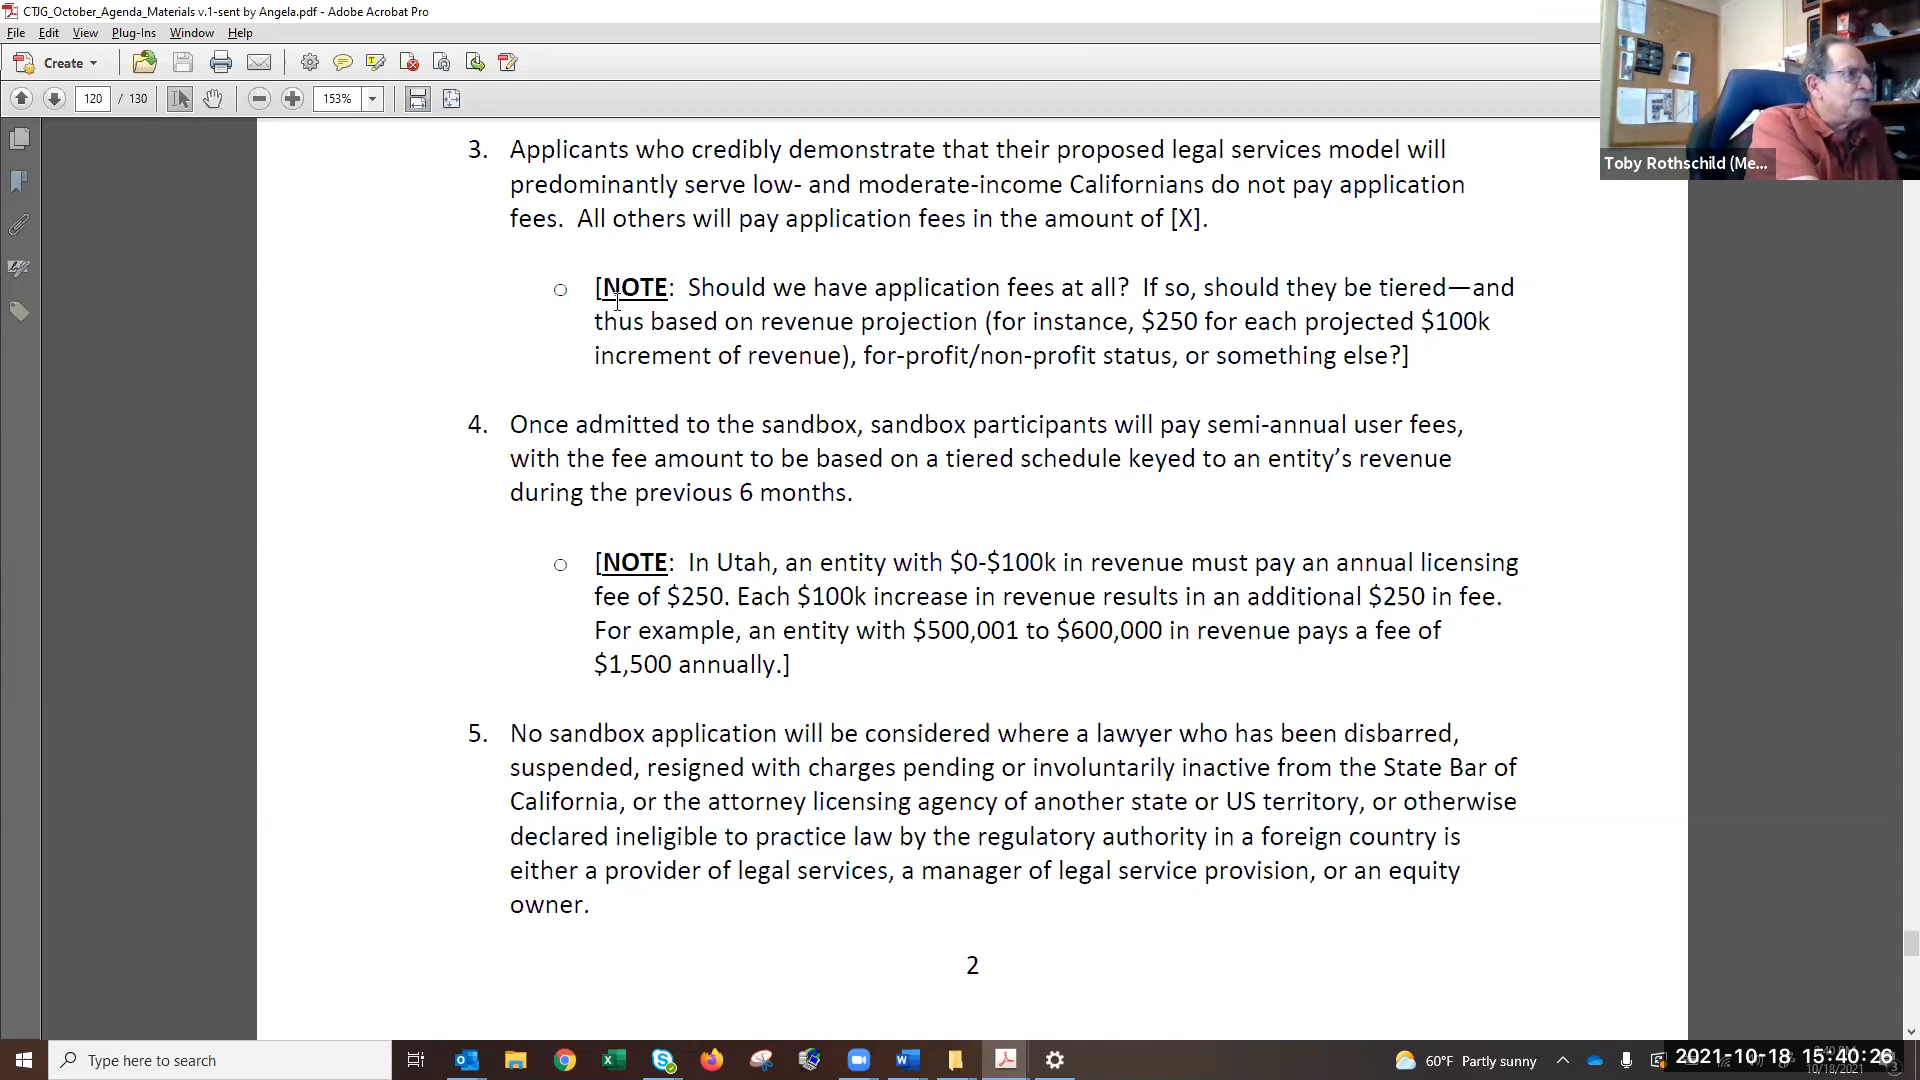 CTJG_October_Agenda_Materials v.1-sent by Angela.pdf - Adobe Acrobat Pro
File Edit View Plug-Ins Window Help
Create
120 / 130 153%
Toby Rothschild (Me...
3. Applicants who credibly demonstrate that their proposed legal services model will
predominantly serve low- and moderate-income Californians do not pay application
fees. All others will pay application fees in the amount of [X].
[NOTE: Should we have application fees at all? If so, should they be tiered—and
thus based on revenue projection (for instance, $250 for each projected $100k
increment of revenue), for-profit/non-profit status, or something else?]
4. Once admitted to the sandbox, sandbox participants will pay semi-annual user fees,
with the fee amount to be based on a tiered schedule keyed to an entity’s revenue
during the previous 6 months.
[NOTE: In Utah, an entity with $0-$100k in revenue must pay an annual licensing
fee of $250. Each $100k increase in revenue results in an additional $250 in fee.
For example, an entity with $500,001 to $600,000 in revenue pays a fee of
$1,500 annually.]
5. No sandbox application will be considered where a lawyer who has been disbarred,
suspended, resigned with charges pending or involuntarily inactive from the State Bar of
California, or the attorney licensing agency of another state or US territory, or otherwise
declared ineligible to practice law by the regulatory authority in a foreign country is
either a provider of legal services, a manager of legal service provision, or an equity
owner.
2
Type here to search
60°F Partly sunny
2021-10-18 15:40:26
10/18/2021